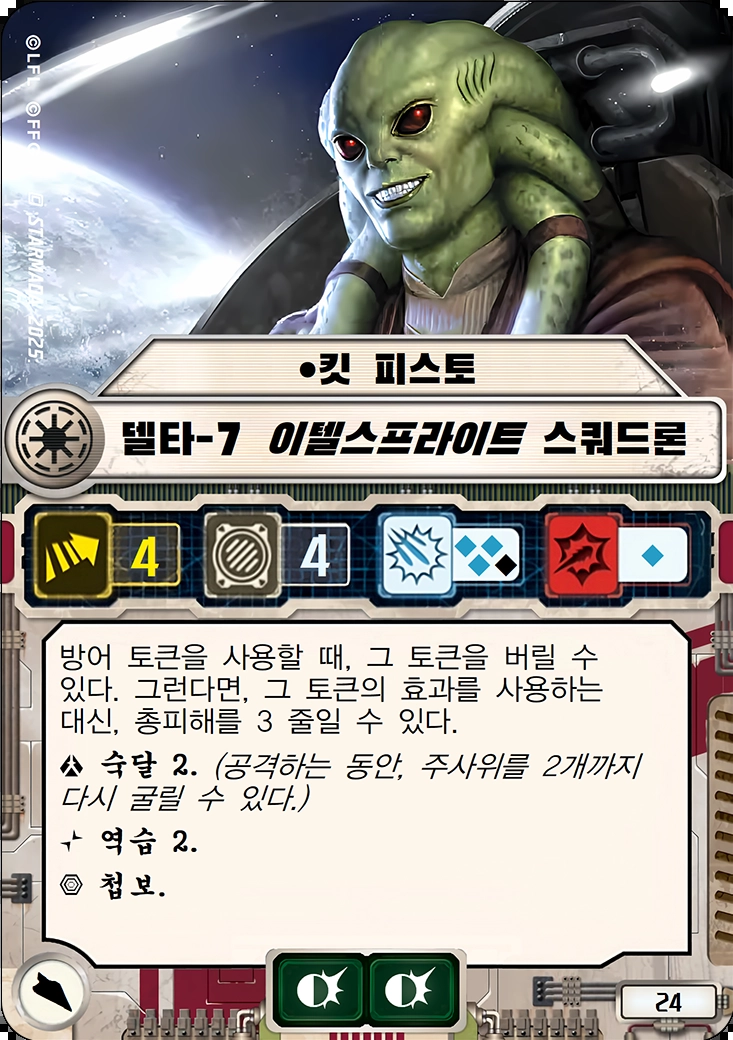 ©LFL ©FFG © STARWAGA 2025.
•킷 피스토
델타-7 이텔스프라이트 스쿼드론
4 4
방어 토큰을 사용할 때, 그 토큰을 버릴 수
있다. 그런다면, 그 토큰의 효과를 사용하는
대신, 총피해를 3 줄일 수 있다.
숙달 2. (공격하는 동안, 주사위를 2개까지
다시 굴릴 수 있다.)
역습 2.
첩보.
24